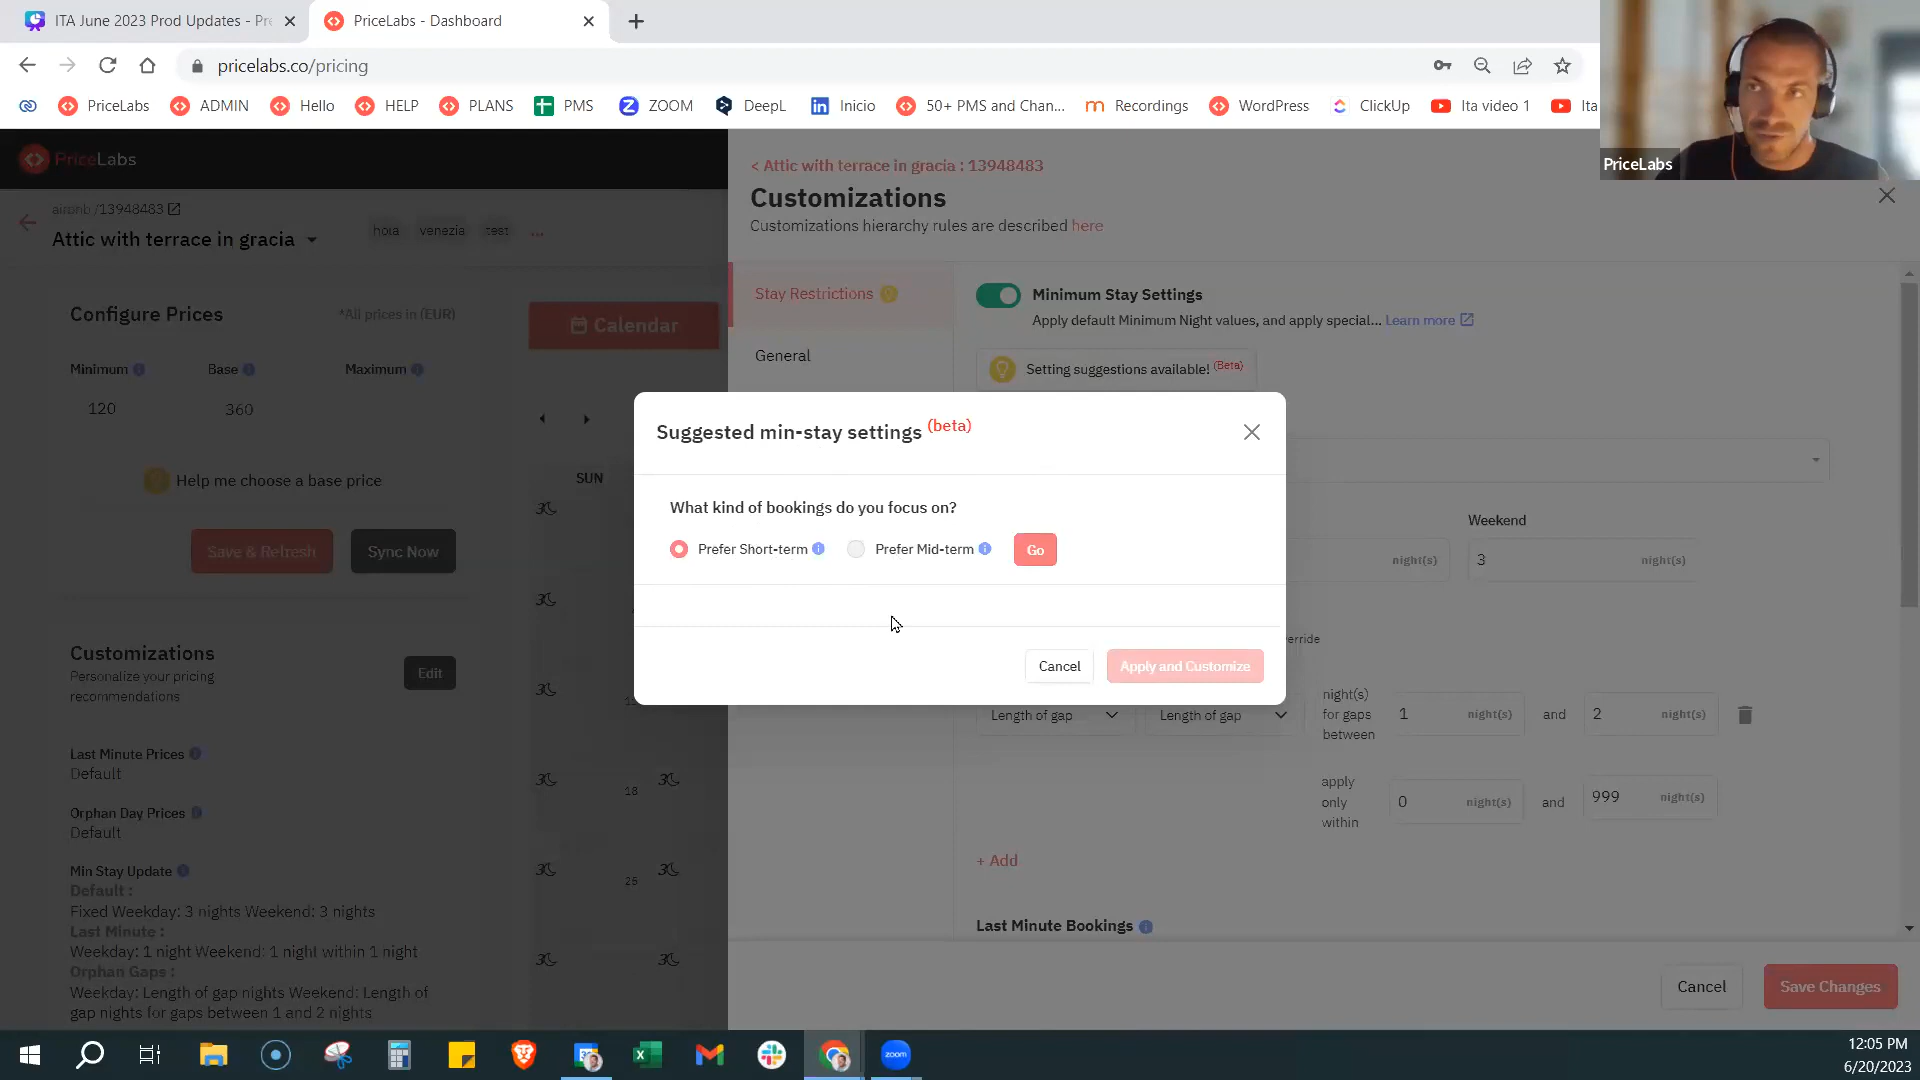 ITA June 2023 Prod Updates - Pre
PriceLabs - Dashboard
pricelabs.co/pricing
PriceLabs
ADMIN
Hello
HELP
PLANS
PMS
ZOOM
DeepL
Inicio
50+ PMS and Chan...
Recordings
WordPress
ClickUp
Ita video 1
Ita
PriceLabs
PriceLabs
airbnb /13948483
Attic with terrace in gracia
hola
venezia
test
...
< Attic with terrace in gracia : 13948483
Customizations
Customizations hierarchy rules are described here
Configure Prices
*All prices in (EUR)
Minimum
Base
Maximum
120
360
Help me choose a base price
Save & Refresh
Sync Now
Calendar
SUN
Stay Restrictions
General
Minimum Stay Settings
Apply default Minimum Night values, and apply special... Learn more
Setting suggestions available! (Beta)
Suggested min-stay settings (beta)
What kind of bookings do you focus on?
Prefer Short-term
Prefer Mid-term
Go
Cancel
Apply and Customize
Weekend
night(s)
3
night(s)
erride
Length of gap
Length of gap
night(s)
for gaps
between
1
night(s)
and
2
night(s)
apply
only
within
0
night(s)
and
999
night(s)
+ Add
Last Minute Bookings
Cancel
Save Changes
Customizations
Personalize your pricing
recommendations
Edit
Last Minute Prices
Default
Orphan Day Prices
Default
Min Stay Update
Default :
Fixed Weekday: 3 nights Weekend: 3 nights
Last Minute :
Weekday: 1 night Weekend: 1 night within 1 night
Orphan Gaps :
Weekday: Length of gap nights Weekend: Length of
gap nights for gaps between 1 and 2 nights
3
3
3
3
18
3
3
25
3
3
3
zoom
12:05 PM
6/20/2023